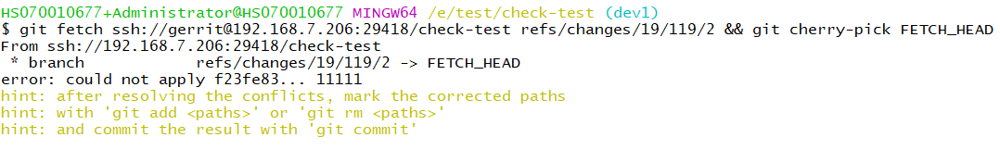 HS070010677+Administrator@HS070010677 MINGW64 /e/test/check-test (dev1)
$ git fetch ssh://gerrit@192.168.7.206:29418/check-test refs/changes/19/119/2 && git cherry-pick FETCH_HEAD
From ssh://192.168.7.206:29418/check-test
 * branch            refs/changes/19/119/2 -> FETCH_HEAD
error: could not apply f23fe83... 11111
hint: after resolving the conflicts, mark the corrected paths
hint: with 'git add <paths>' or 'git rm <paths>'
hint: and commit the result with 'git commit'